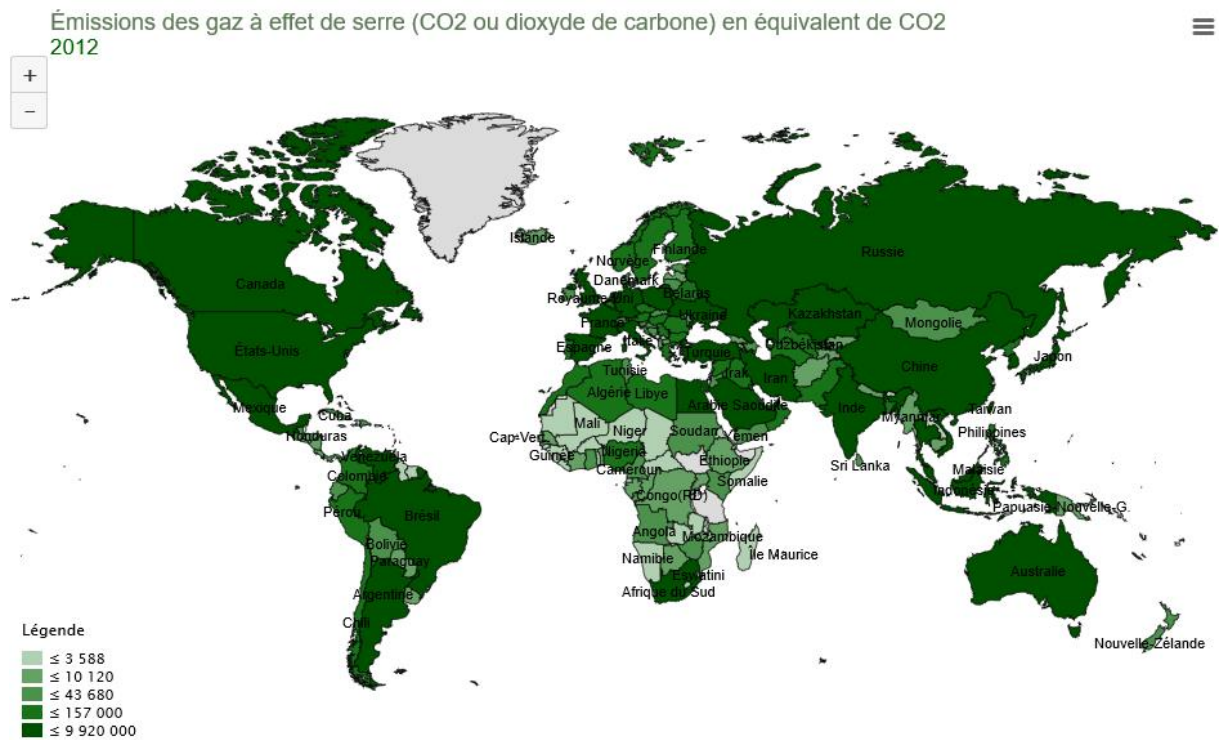 Émissions des gaz à effet de serre (CO2 ou dioxyde de carbone) en équivalent de CO2
2012
+
−
Islande
Finlande
Russie
Norvège
Danemark
Canada
Royaume-Uni
Bélarus
Kazakhstan
Ukraine
Mongolie
France
Italie
Ouzbékistan
États-Unis
Espagne
Turquie
Japon
Chine
Tunisie
Irak
Iran
Algérie
Libye
Mexique
Arabie Saoudite
Inde
Taiwan
Cuba
Myanmar
Mali
Niger
Soudan
Yémen
Cap-Vert
Philippines
Honduras
Nigeria
Guinée
Venezuela
Éthiopie
Sri Lanka
Cameroun
Malaisie
Colombie
Somalie
Indonésie
Congo(RD)
Papuasie-Nouvelle-G.
Pérou
Brésil
Angola
Mozambique
Bolivie
Île Maurice
Namibie
Paraguay
Australie
Eswatini
Afrique du Sud
Argentine
Chili
Nouvelle-Zélande
Légende
≤ 3 588
≤ 10 120
≤ 43 680
≤ 157 000
≤ 9 920 000